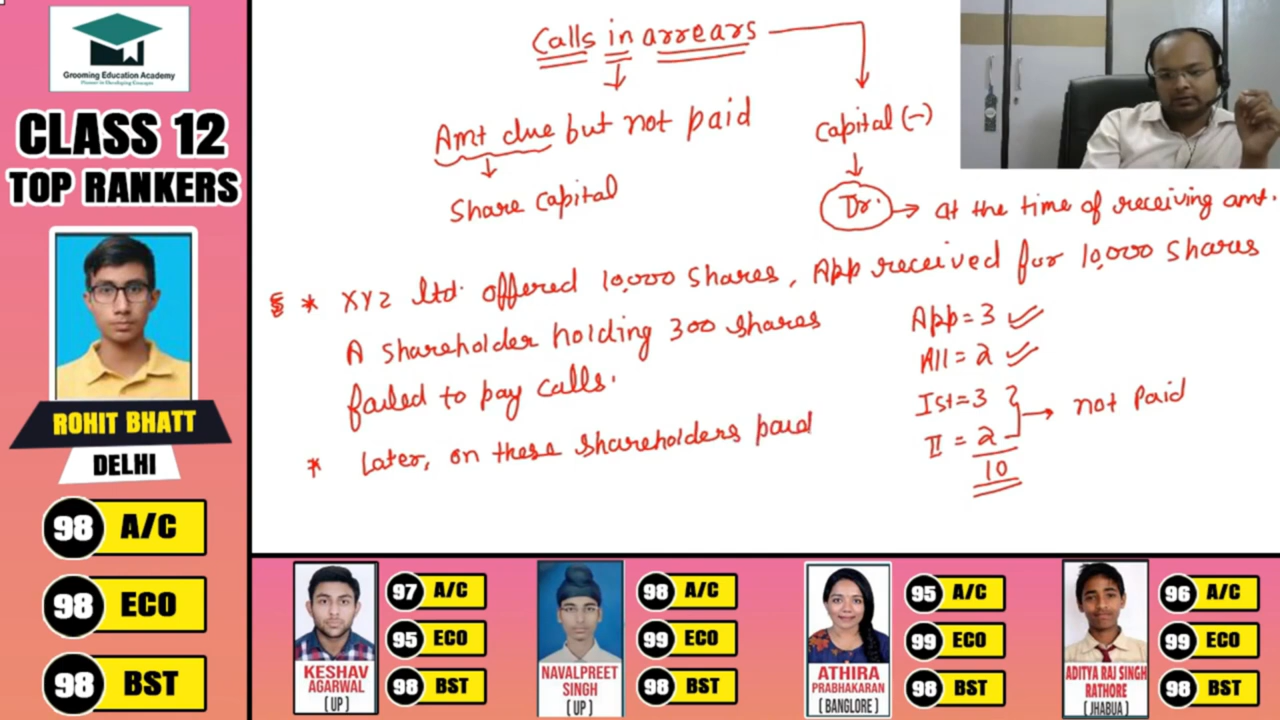 Grooming Education Academy
Pioneer in Developing Concepts
CLASS 12
TOP RANKERS
ROHIT BHATT
DELHI
98 A/C
98 ECO
98 BST
Calls in arrears
Amt due but not paid
Share Capital
Capital (-)
Dr. → at the time of receiving amt.
* XYZ ltd. offered 10,000 shares, App received for 10,000 shares
A shareholder holding 300 shares
failed to pay calls.
* Later, on these shareholders paid
App = 3 ✓
All = 2 ✓
Ist = 3
II = 2
→ not paid
10
KESHAV
AGARWAL
(UP)
97 A/C
95 ECO
98 BST
NAVALPREET
SINGH
(UP)
98 A/C
99 ECO
98 BST
ATHIRA
PRABHAKARAN
(BANGLORE)
95 A/C
99 ECO
98 BST
ADITYA RAJ SINGH
RATHORE
(JHABUA)
96 A/C
99 ECO
98 BST